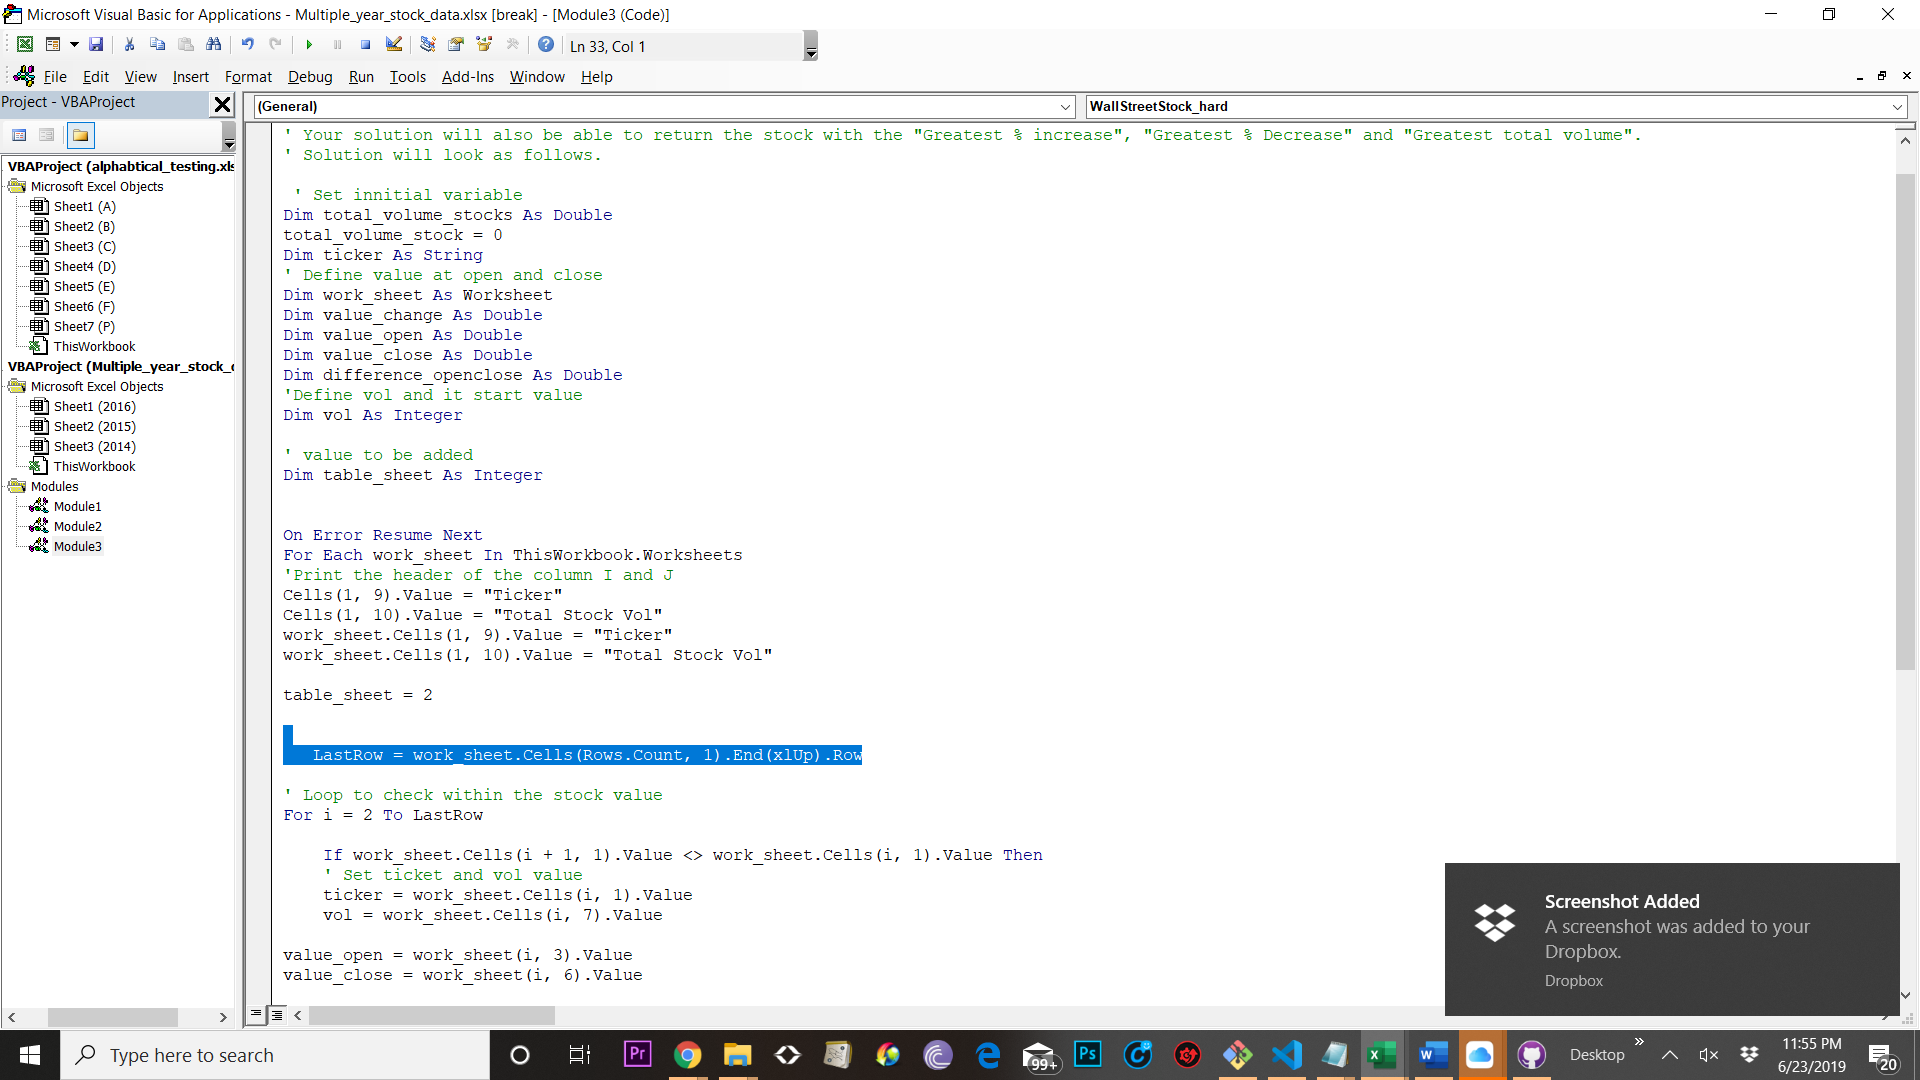 Microsoft Visual Basic for Applications - Multiple_year_stock_data.xlsx [break] - [Module3 (Code)]
Ln 33, Col 1
File Edit View Insert Format Debug Run Tools Add-Ins Window Help
Project - VBAProject
(General)
WallStreetStock_hard
VBAProject (alphabtical_testing.xls
Microsoft Excel Objects
Sheet1 (A)
Sheet2 (B)
Sheet3 (C)
Sheet4 (D)
Sheet5 (E)
Sheet6 (F)
Sheet7 (P)
ThisWorkbook
VBAProject (Multiple_year_stock_d
Microsoft Excel Objects
Sheet1 (2016)
Sheet2 (2015)
Sheet3 (2014)
ThisWorkbook
Modules
Module1
Module2
Module3
' Your solution will also be able to return the stock with the "Greatest % increase", "Greatest % Decrease" and "Greatest total volume".
' Solution will look as follows.
' Set innitial variable
Dim total_volume_stocks As Double
total_volume_stock = 0
Dim ticker As String
' Define value at open and close
Dim work_sheet As Worksheet
Dim value_change As Double
Dim value_open As Double
Dim value_close As Double
Dim difference_openclose As Double
'Define vol and it start value
Dim vol As Integer
' value to be added
Dim table_sheet As Integer
On Error Resume Next
For Each work_sheet In ThisWorkbook.Worksheets
'Print the header of the column I and J
Cells(1, 9).Value = "Ticker"
Cells(1, 10).Value = "Total Stock Vol"
work_sheet.Cells(1, 9).Value = "Ticker"
work_sheet.Cells(1, 10).Value = "Total Stock Vol"
table_sheet = 2
LastRow = work_sheet.Cells(Rows.Count, 1).End(xlUp).Row
' Loop to check within the stock value
For i = 2 To LastRow
If work_sheet.Cells(i + 1, 1).Value <> work_sheet.Cells(i, 1).Value Then
' Set ticket and vol value
ticker = work_sheet.Cells(i, 1).Value
vol = work_sheet.Cells(i, 7).Value
value_open = work_sheet(i, 3).Value
value_close = work_sheet(i, 6).Value
Screenshot Added
A screenshot was added to your
Dropbox.
Dropbox
Type here to search
Pr
99+
Ps
Desktop
11:55 PM
6/23/2019
20